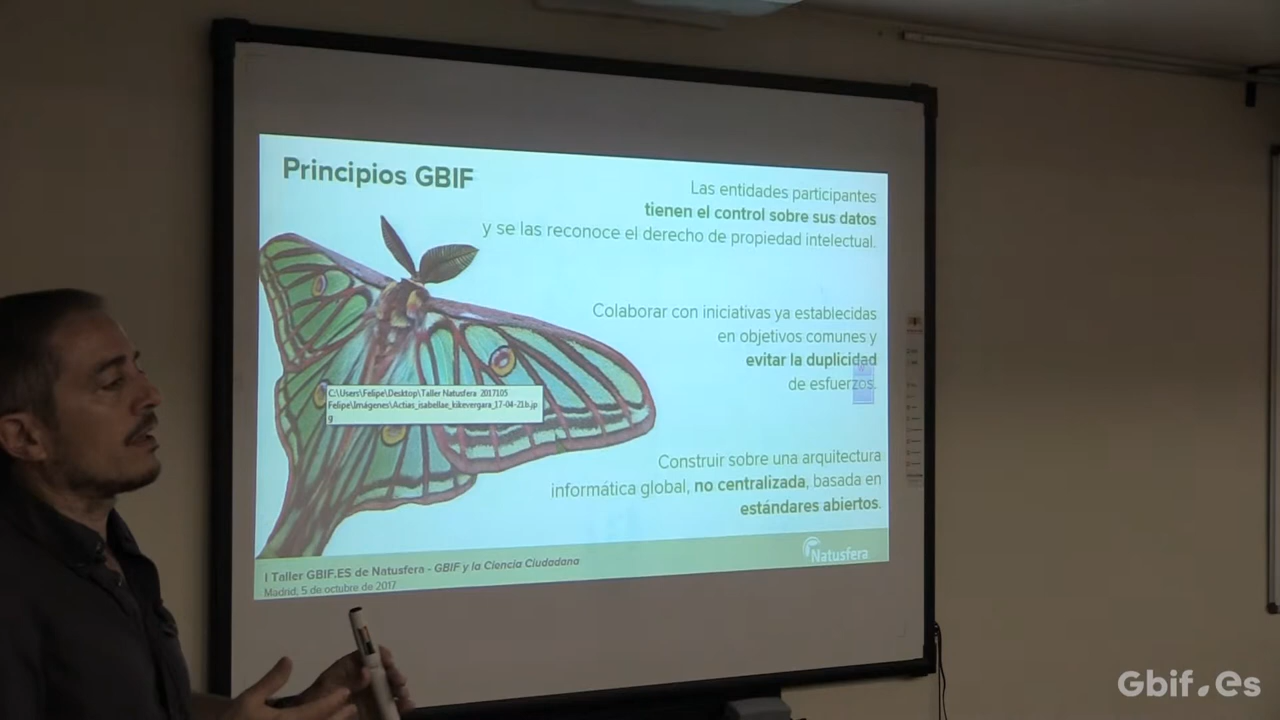 Principios GBIF
Las entidades participantes
tienen el control sobre sus datos
y se las reconoce el derecho de propiedad intelectual.
Colaborar con iniciativas ya establecidas
en objetivos comunes y
evitar la duplicidad
de esfuerzos.
C:\Users\Felipe\Desktop\Taller Natusfera 2017105
Felipe\Imágenes\Actias_isabellae_kikevergara_17-04-21b.jp
g
Construir sobre una arquitectura
informática global, no centralizada, basada en
estándares abiertos.
I Taller GBIF.ES de Natusfera - GBIF y la Ciencia Ciudadana
Madrid, 5 de octubre de 2017
Natusfera
Gbif.es